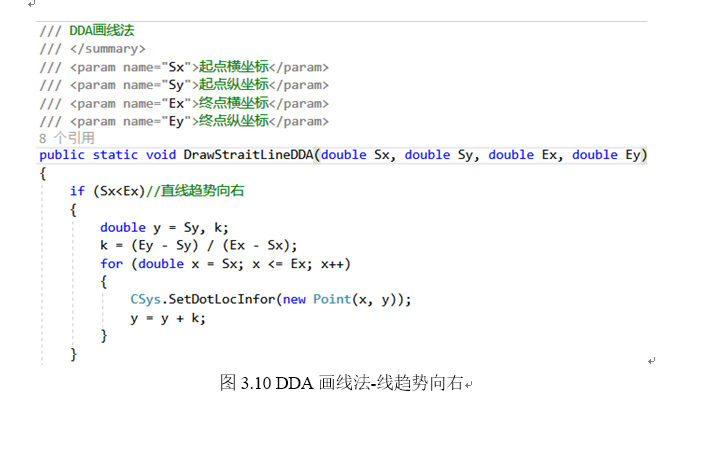 /// DDA画线法
/// </summary>
/// <param name="Sx">起点横坐标</param>
/// <param name="Sy">起点纵坐标</param>
/// <param name="Ex">终点横坐标</param>
/// <param name="Ey">终点纵坐标</param>
8 个引用
public static void DrawStraitLineDDA(double Sx, double Sy, double Ex, double Ey)
{
    if (Sx<Ex)//直线趋势向右
    {
        double y = Sy, k;
        k = (Ey - Sy) / (Ex - Sx);
        for (double x = Sx; x <= Ex; x++)
        {
            CSys.SetDotLocInfor(new Point(x, y));
            y = y + k;
        }
    }
图 3.10 DDA 画线法-线趋势向右